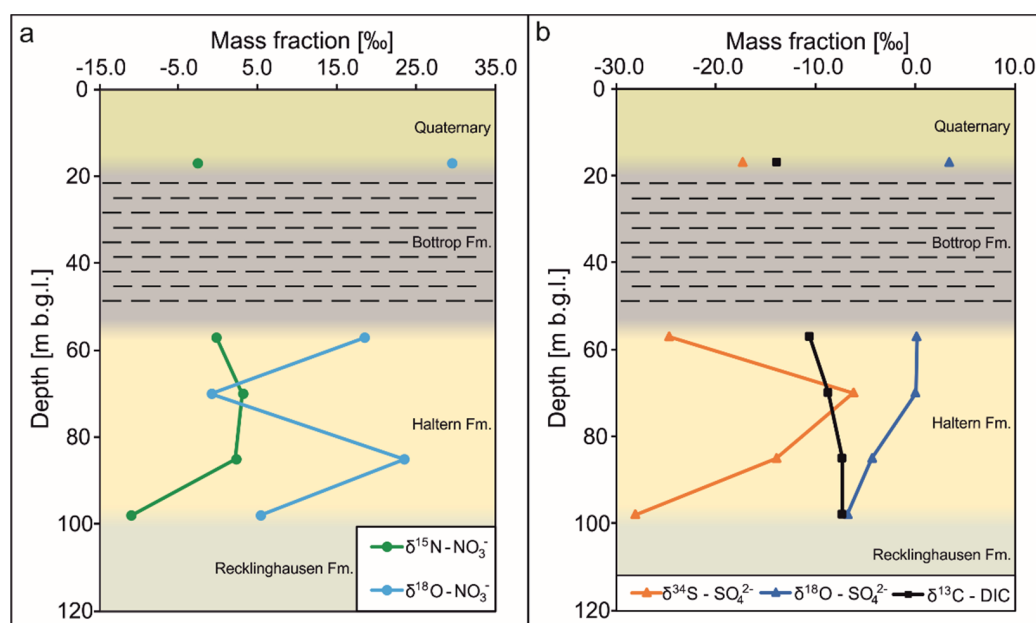 a
Mass fraction [‰]
-15.0 -5.0 5.0 15.0 25.0 35.0
0
20
40
60
80
100
120
Depth [m b.g.l.]
Quaternary
Bottrop Fm.
Haltern Fm.
Recklinghausen Fm.
δ¹⁵N - NO₃⁻
δ¹⁸O - NO₃⁻
b
Mass fraction [‰]
-30.0 -20.0 -10.0 0.0 10.0
0
20
40
60
80
100
120
Depth [m b.g.l.]
Quaternary
Bottrop Fm.
Haltern Fm.
Recklinghausen Fm.
δ³⁴S - SO₄²⁻ δ¹⁸O - SO₄²⁻ δ¹³C - DIC